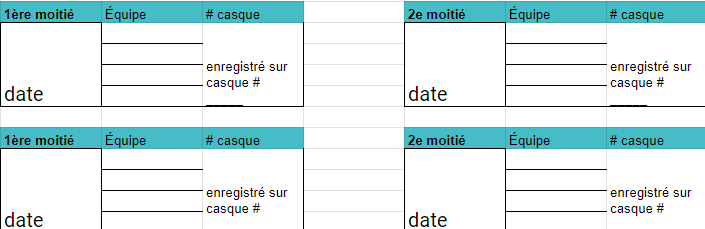 1ère moitié Équipe # casque 2e moitié Équipe # casque
enregistré sur enregistré sur
date casque # date casque #
_____ _____
1ère moitié Équipe # casque 2e moitié Équipe # casque
enregistré sur enregistré sur
casque # casque #
date date